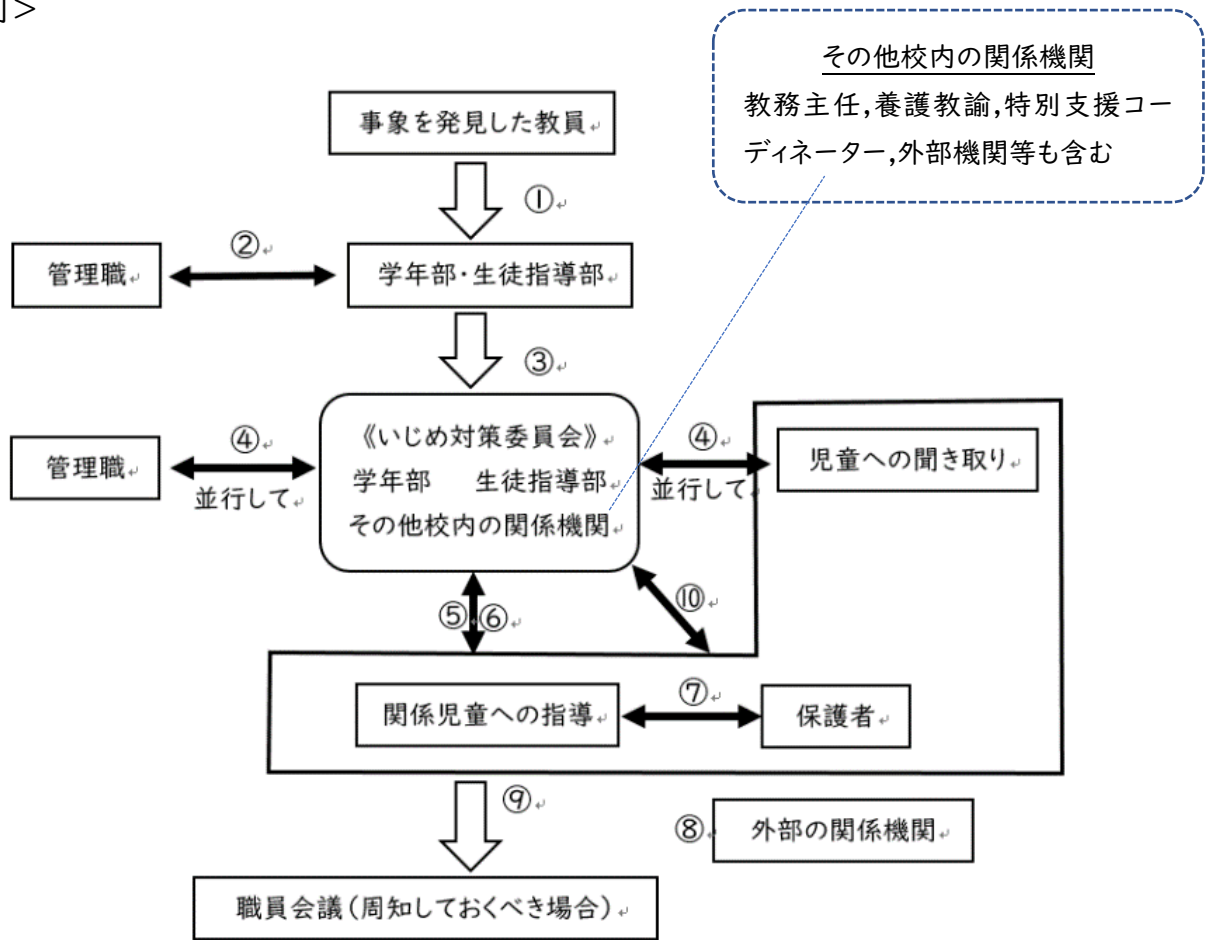 ＞
その他校内の関係機関
教務主任,養護教諭,特別支援コー
ディネーター,外部機関等も含む
事象を発見した教員
①
管理職
②
学年部・生徒指導部
③
管理職
④
並行して
《いじめ対策委員会》
学年部　生徒指導部
その他校内の関係機関
④
並行して
児童への聞き取り
⑤⑥
⑩
関係児童への指導
⑦
保護者
⑨
⑧
外部の関係機関
職員会議（周知しておくべき場合）